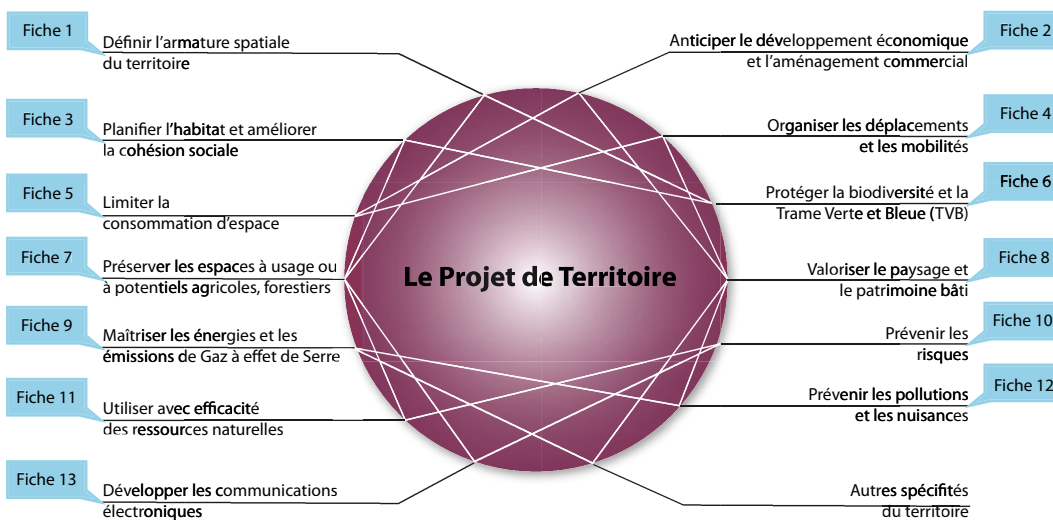 Fiche 1
Définir l'armature spatiale
du territoire
Fiche 2
Anticiper le développement économique
et l'aménagement commercial
Fiche 3
Planifier l'habitat et améliorer
la cohésion sociale
Fiche 4
Organiser les déplacements
et les mobilités
Fiche 5
Limiter la
consommation d'espace
Fiche 6
Protéger la biodiversité et la
Trame Verte et Bleue (TVB)
Fiche 7
Préserver les espaces à usage ou
à potentiels agricoles, forestiers
Le Projet de Territoire
Fiche 8
Valoriser le paysage et
le patrimoine bâti
Fiche 9
Maîtriser les énergies et les
émissions de Gaz à effet de Serre
Fiche 10
Prévenir les
risques
Fiche 11
Utiliser avec efficacité
des ressources naturelles
Fiche 12
Prévenir les pollutions
et les nuisances
Fiche 13
Développer les communications
électroniques
Autres spécifités
du territoire